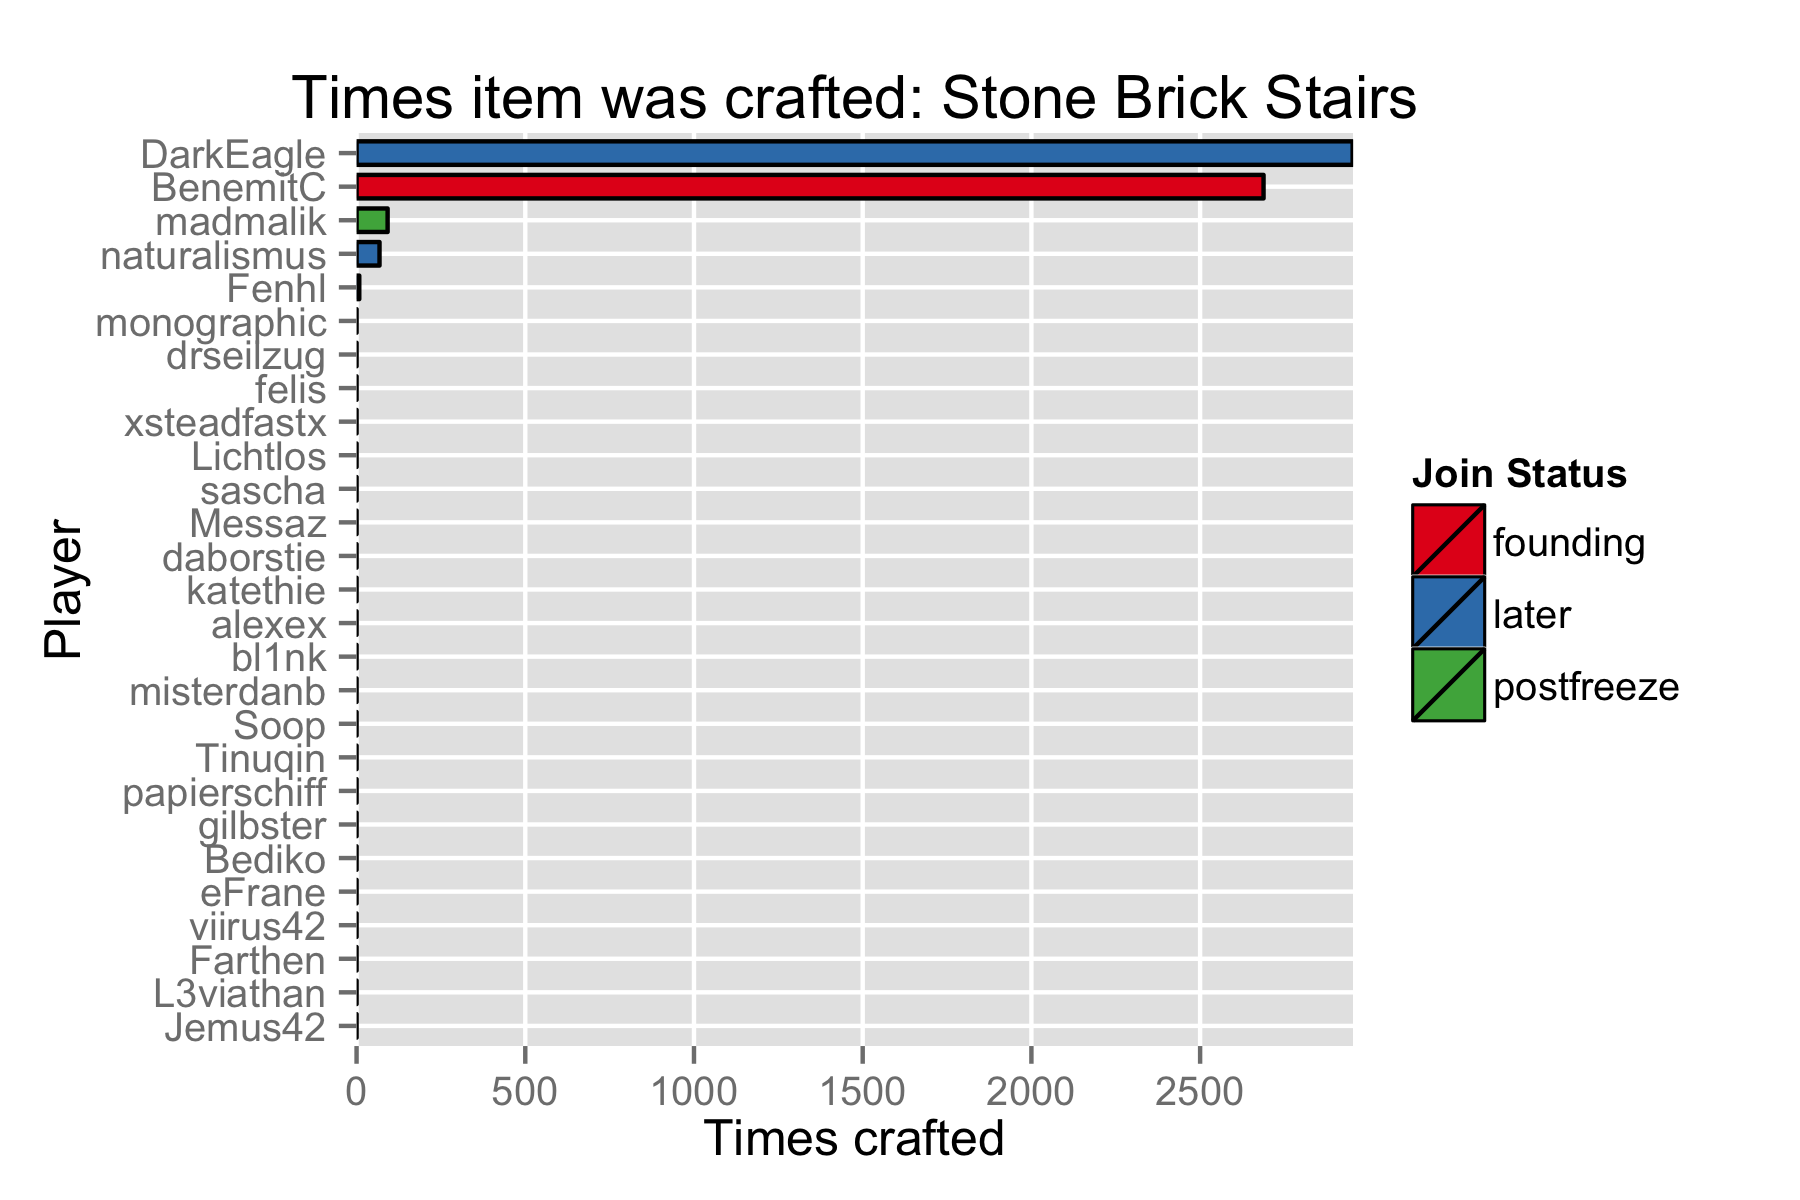 Times item was crafted: Stone Brick Stairs
DarkEagle
BenemitC
madmalik
naturalismus
Fenhl
monographic
drseilzug
felis
xsteadfastx
Lichtlos
sascha
Messaz
daborstie
katethie
alexex
bl1nk
misterdanb
Soop
Tinuqin
papierschiff
gilbster
Bediko
eFrane
viirus42
Farthen
L3viathan
Jemus42
Player
0 500 1000 1500 2000 2500
Times crafted
Join Status
founding
later
postfreeze